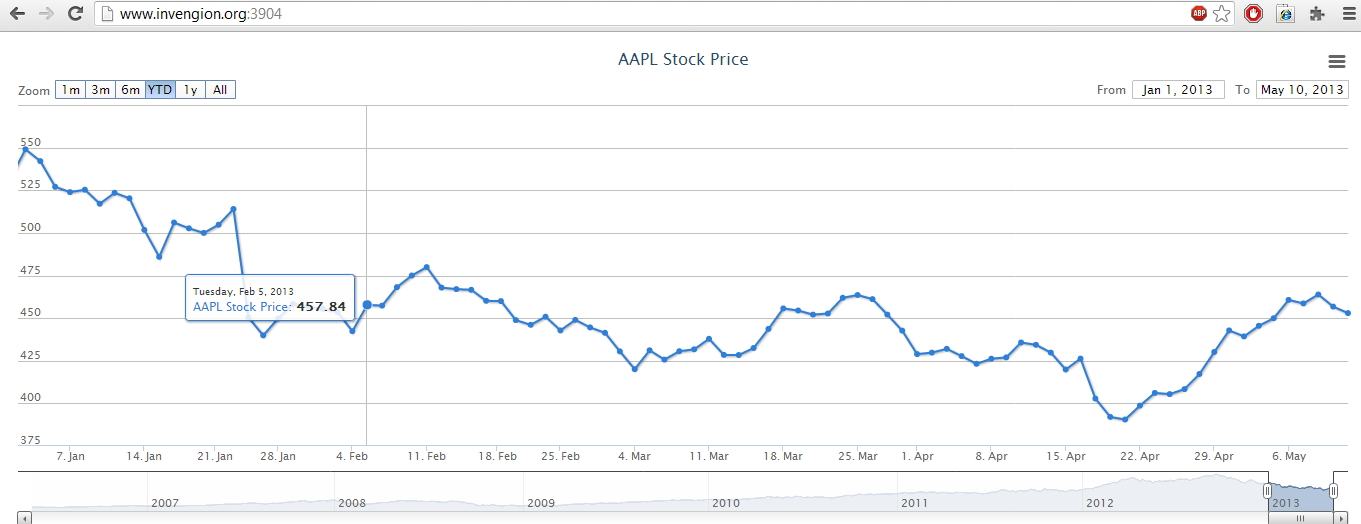 www.invengion.org:3904
ABP
AAPL Stock Price
Zoom 1m 3m 6m YTD 1y All
From Jan 1, 2013 To May 10, 2013
550
525
500
475
Tuesday, Feb 5, 2013
AAPL Stock Price: 457.84
450
425
400
375
7. Jan 14. Jan 21. Jan 28. Jan 4. Feb 11. Feb 18. Feb 25. Feb 4. Mar 11. Mar 18. Mar 25. Mar 1. Apr 8. Apr 15. Apr 22. Apr 29. Apr 6. May
2007 2008 2009 2010 2011 2012 2013